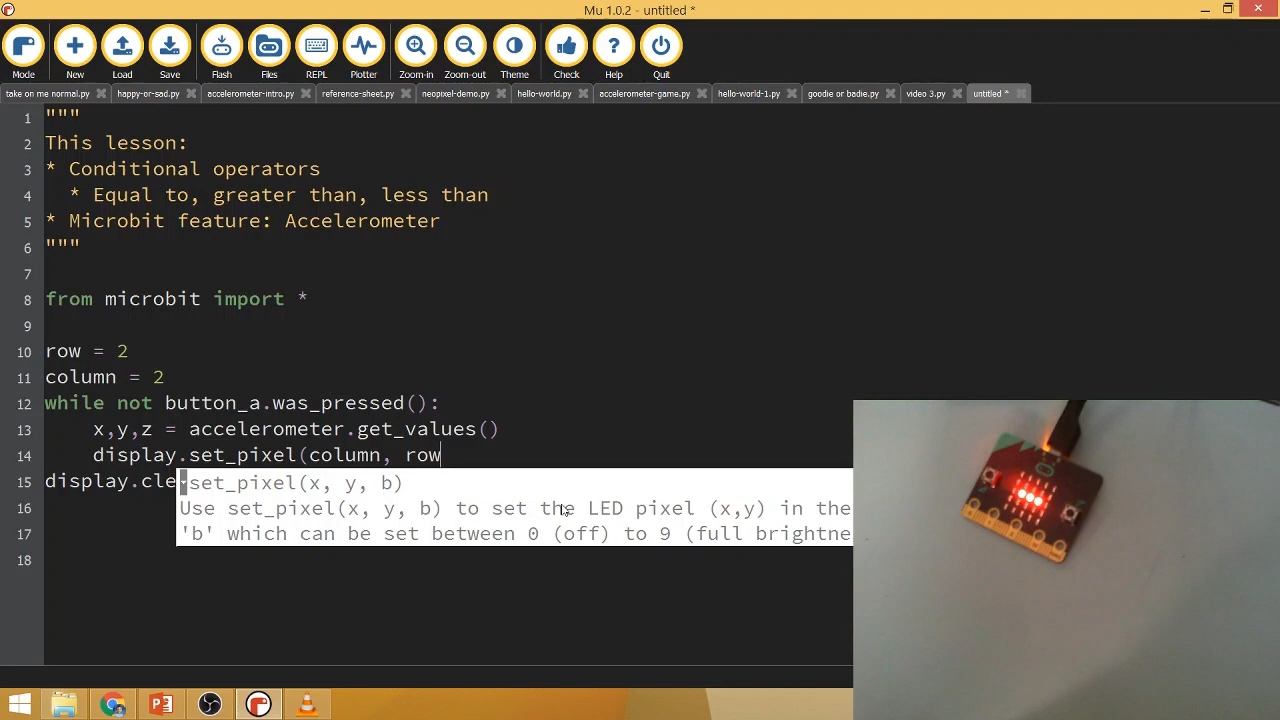 Mu 1.0.2 - untitled *
Mode New Load Save Flash Files REPL Plotter Zoom-in Zoom-out Theme Check Help Quit
take on me normal.py happy-or-sad.py accelerometer-intro.py reference-sheet.py neopixel-demo.py hello-world.py accelerometer-game.py hello-world-1.py goodie or badie.py video 3.py untitled *
1 """
2 This lesson:
3 * Conditional operators
4 * Equal to, greater than, less than
5 * Microbit feature: Accelerometer
6 """
7
8 from microbit import *
9
10 row = 2
11 column = 2
12 while not button_a.was_pressed():
13 x,y,z = accelerometer.get_values()
14 display.set_pixel(column, row
15 display.cle
set_pixel(x, y, b)
16 Use set_pixel(x, y, b) to set the LED pixel (x,y) in the
17 'b' which can be set between 0 (off) to 9 (full brightne
18